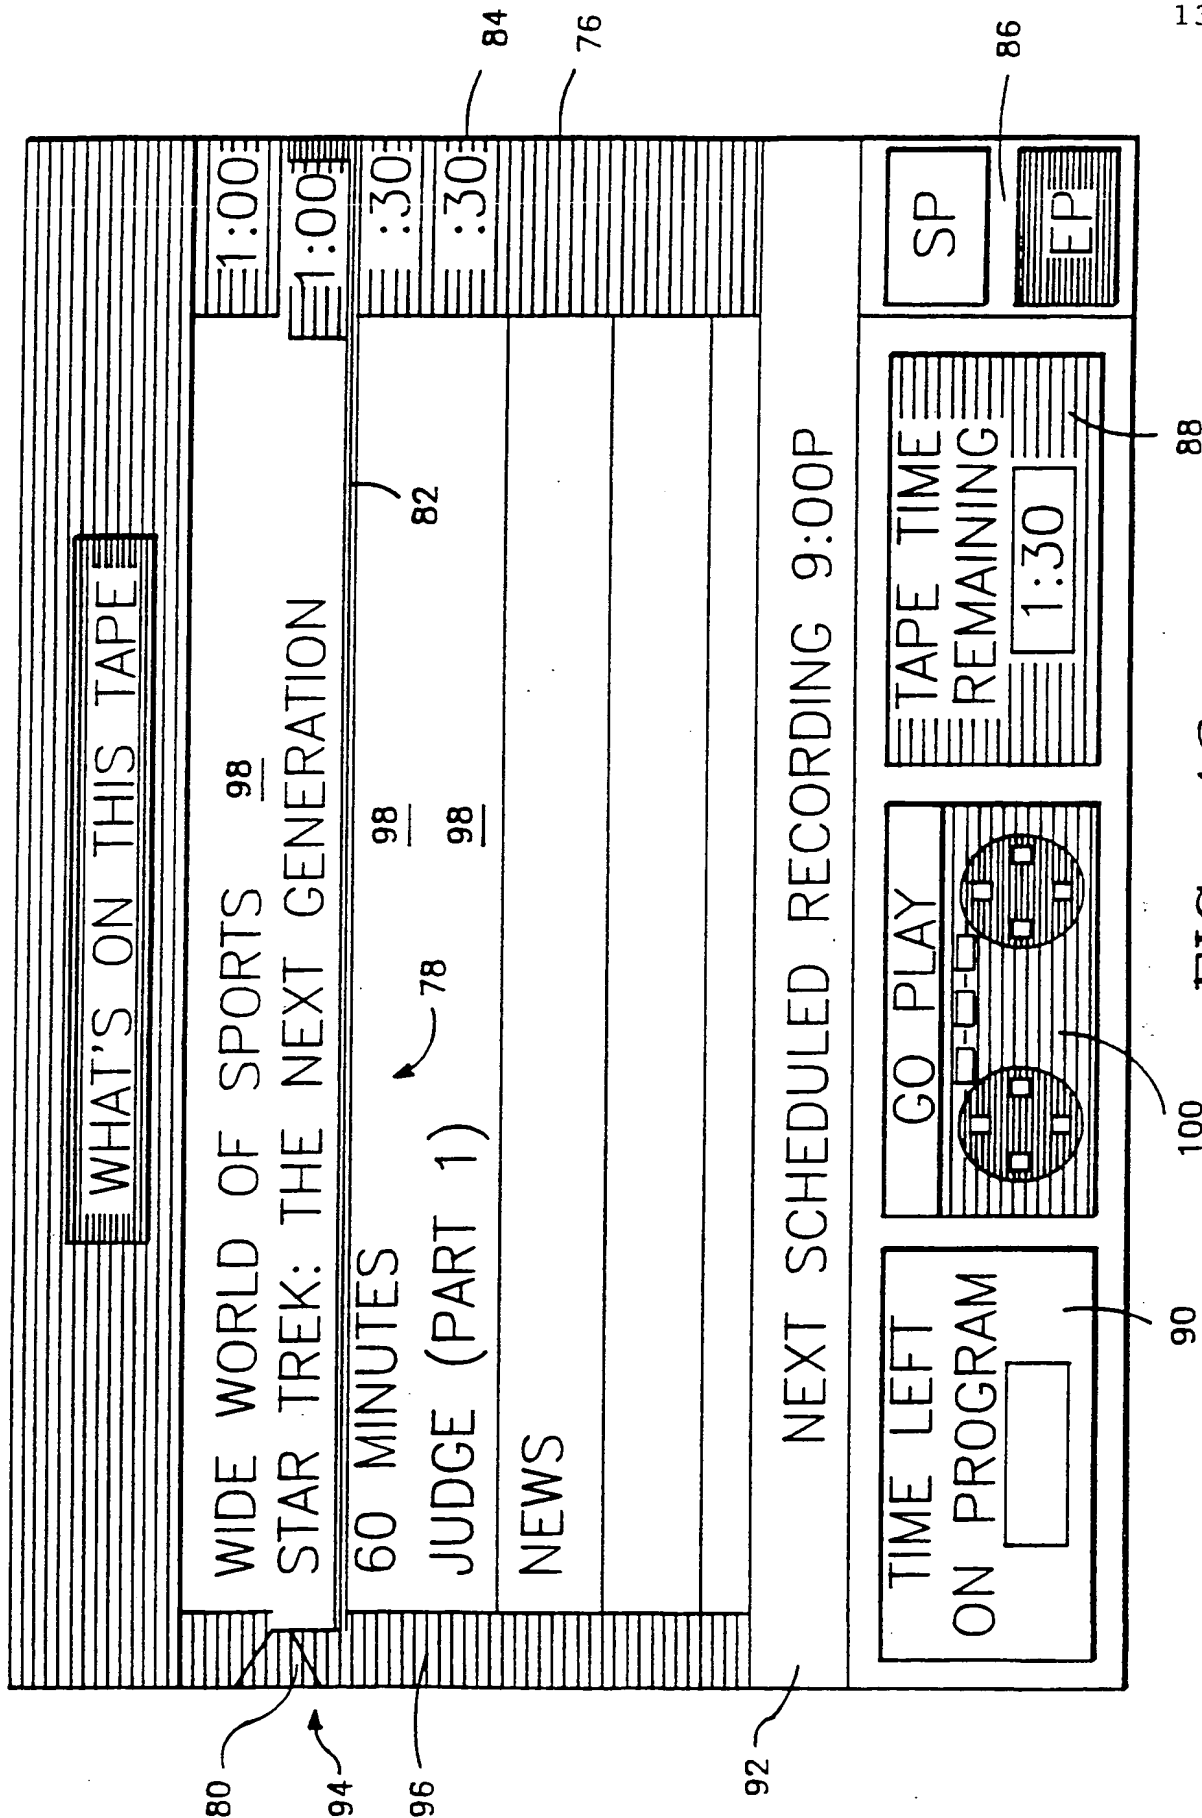 13
WHAT'S ON THIS TAPE
WIDE WORLD OF SPORTS 1:00
98
STAR TREK: THE NEXT GENERATION 1:00
82
60 MINUTES :30
98
JUDGE (PART 1) :30
98
78
NEWS
NEXT SCHEDULED RECORDING 9:00P
TIME LEFT
ON PROGRAM
GO PLAY
TAPE TIME
REMAINING
1:30
SP
EP
80
94
96
92
84
76
86
90
100
88